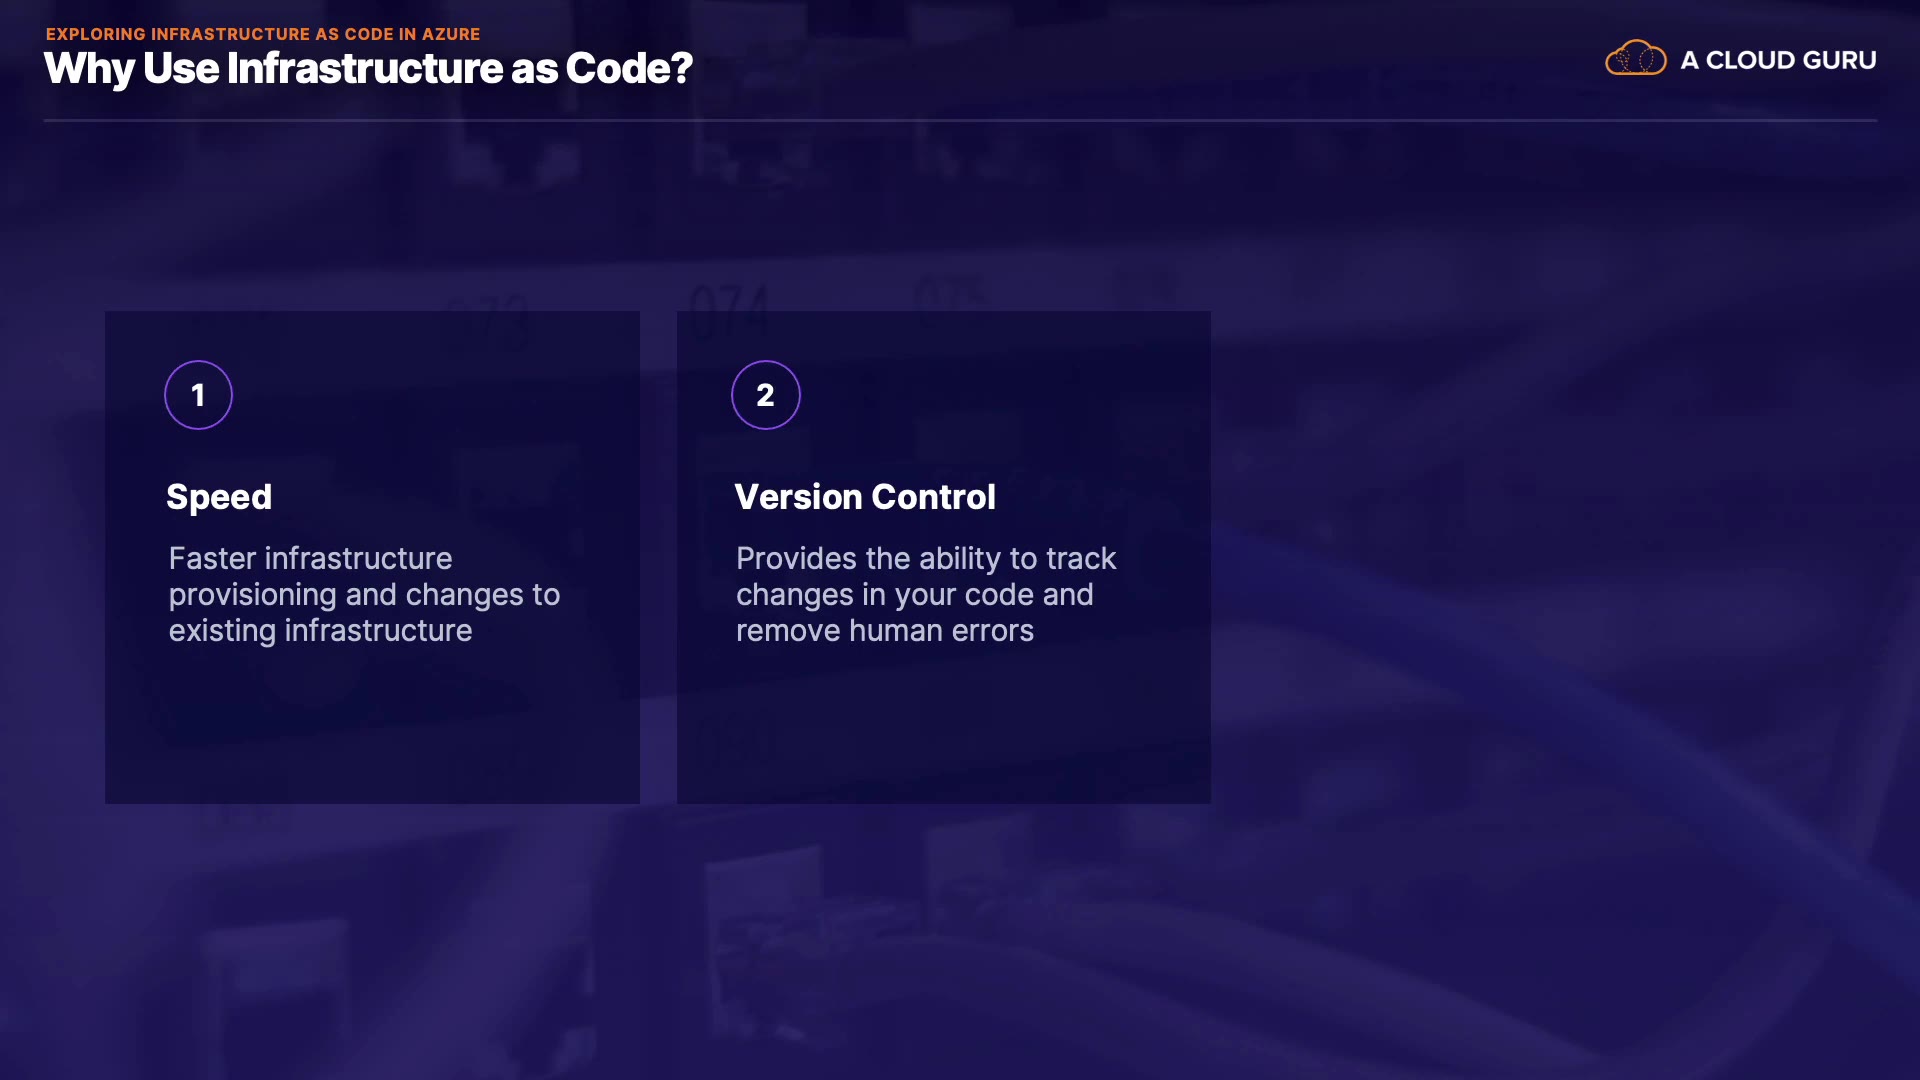 EXPLORING INFRASTRUCTURE AS CODE IN AZURE
Why Use Infrastructure as Code?
A CLOUD GURU
074
1
Speed
Faster infrastructure
provisioning and changes to
existing infrastructure
2
Version Control
Provides the ability to track
changes in your code and
remove human errors